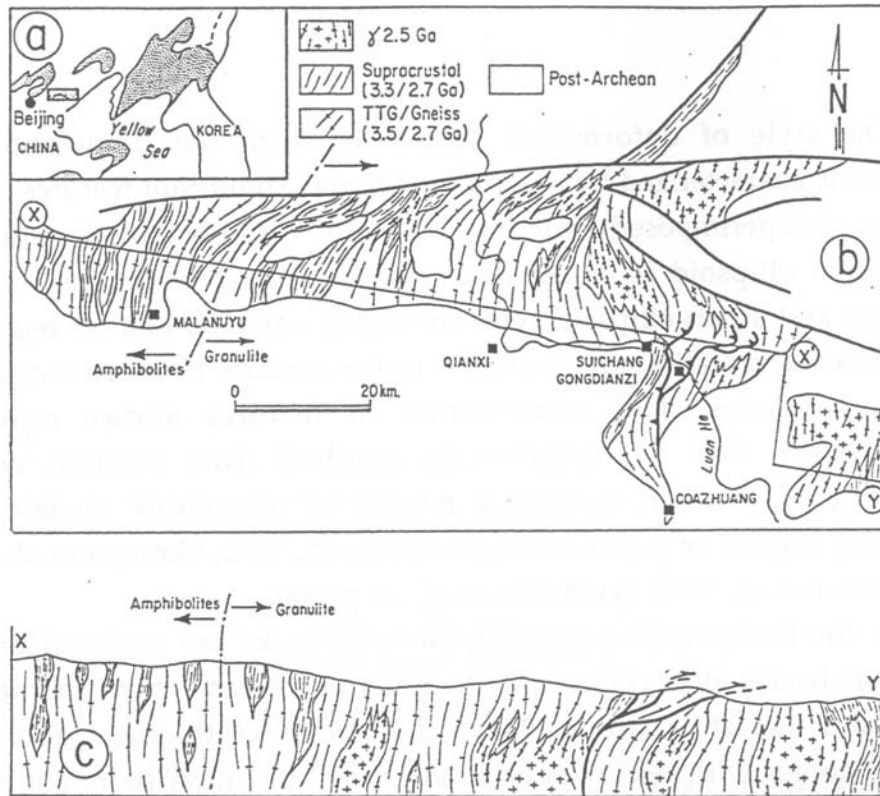 a
Beijing
CHINA
Yellow
Sea
KOREA
γ 2.5 Ga
Supracrustal
(3.3/2.7 Ga)
TTG/Gneiss
(3.5/2.7 Ga)
Post-Archean
N
X
b
MALANUYU
Amphibolites
Granulite
0 20 km.
QIANXI
SUICHANG
GONGDIANZI
X'
Luan He
COAZHUANG
Y
Amphibolites
Granulite
X
Y
C